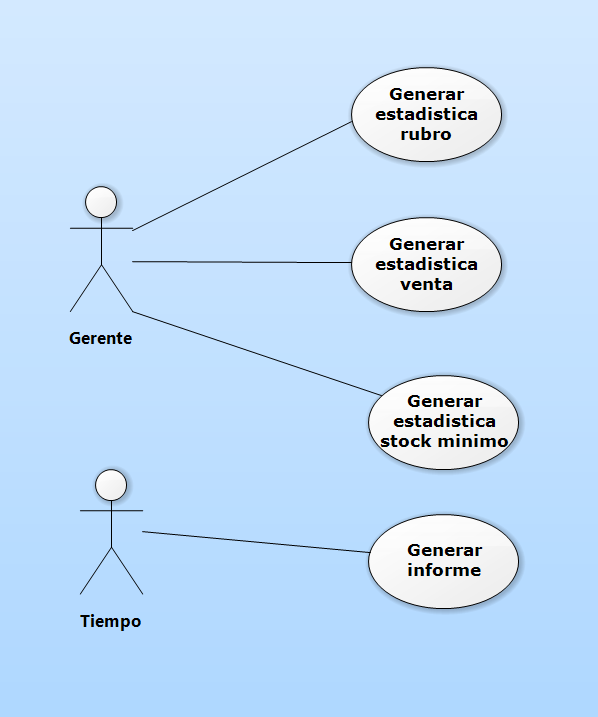 Generar
estadistica
rubro
Generar
estadistica
venta
Gerente
Generar
estadistica
stock minimo
Generar
informe
Tiempo